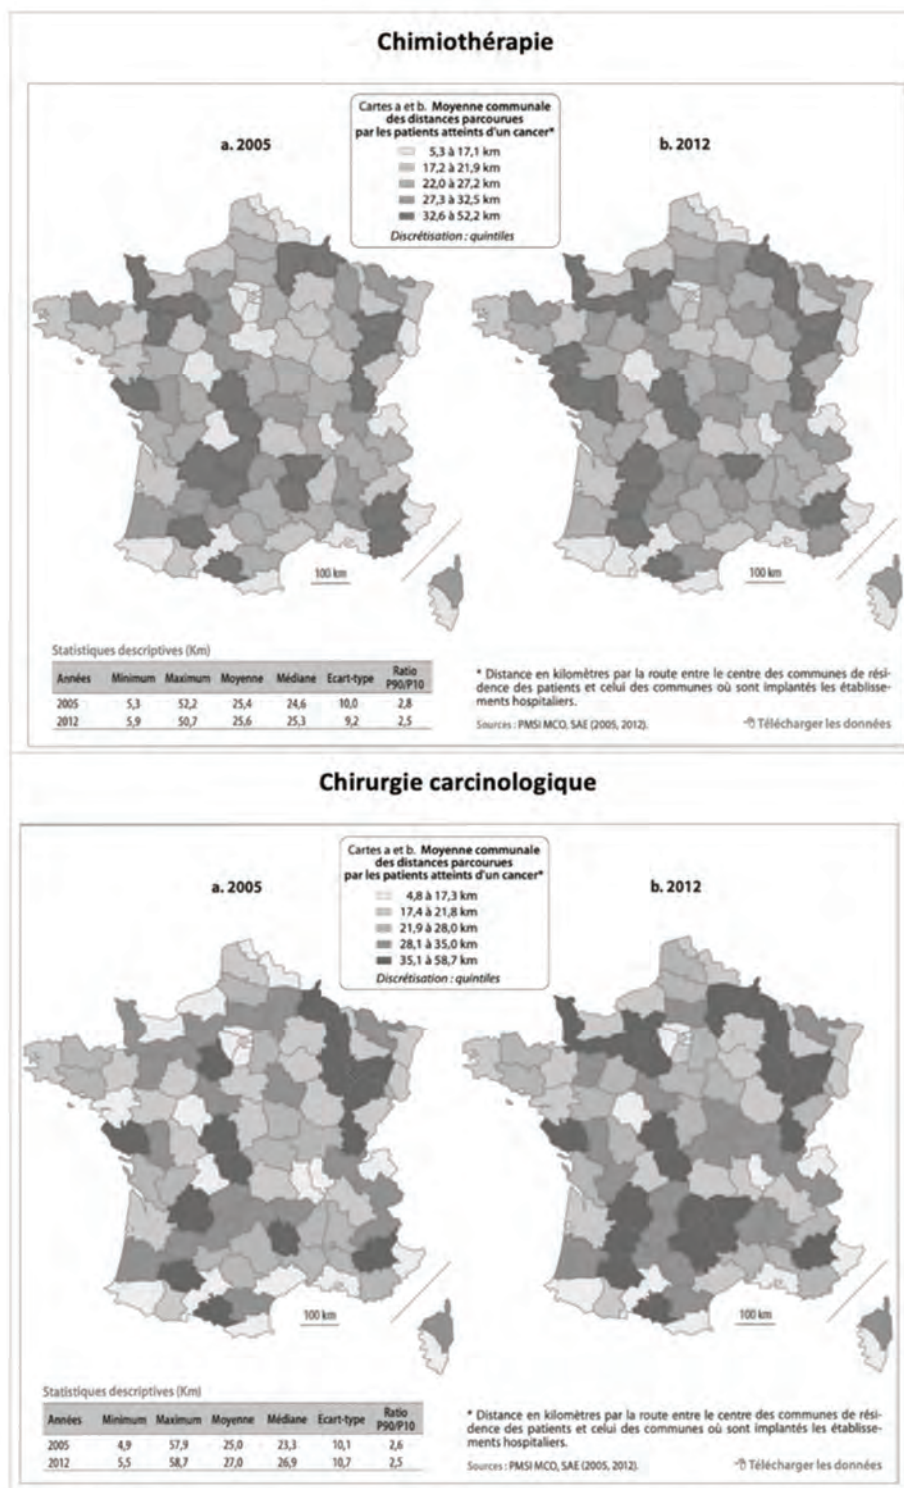 Chimiothérapie
Cartes a et b. Moyenne communale
des distances parcourues
par les patients atteints d'un cancer*
5,3 à 17,1 km
17,2 à 21,9 km
22,0 à 27,2 km
27,3 à 32,5 km
32,6 à 52,2 km
Discrétisation : quintiles
a. 2005
b. 2012
100 km
100 km
Statistiques descriptives (Km)
Années Minimum Maximum Moyenne Médiane Ecart-type Ratio P90/P10
2005 5,3 52,2 25,4 24,6 10,0 2,8
2012 5,9 50,7 25,6 25,3 9,2 2,5
* Distance en kilomètres par la route entre le centre des communes de rési-
dence des patients et celui des communes où sont implantés les établisse-
ments hospitaliers.
Sources : PMSI MCO, SAE (2005, 2012).
Télécharger les données
Chirurgie carcinologique
Cartes a et b. Moyenne communale
des distances parcourues
par les patients atteints d'un cancer*
4,8 à 17,3 km
17,4 à 21,8 km
21,9 à 28,0 km
28,1 à 35,0 km
35,1 à 58,7 km
Discrétisation : quintiles
a. 2005
b. 2012
100 km
100 km
Statistiques descriptives (Km)
Années Minimum Maximum Moyenne Médiane Ecart-type Ratio P90/P10
2005 4,9 57,9 25,0 23,3 10,1 2,6
2012 5,5 58,7 27,0 26,9 10,7 2,5
* Distance en kilomètres par la route entre le centre des communes de rési-
dence des patients et celui des communes où sont implantés les établisse-
ments hospitaliers.
Sources : PMSI MCO, SAE (2005, 2012).
Télécharger les données